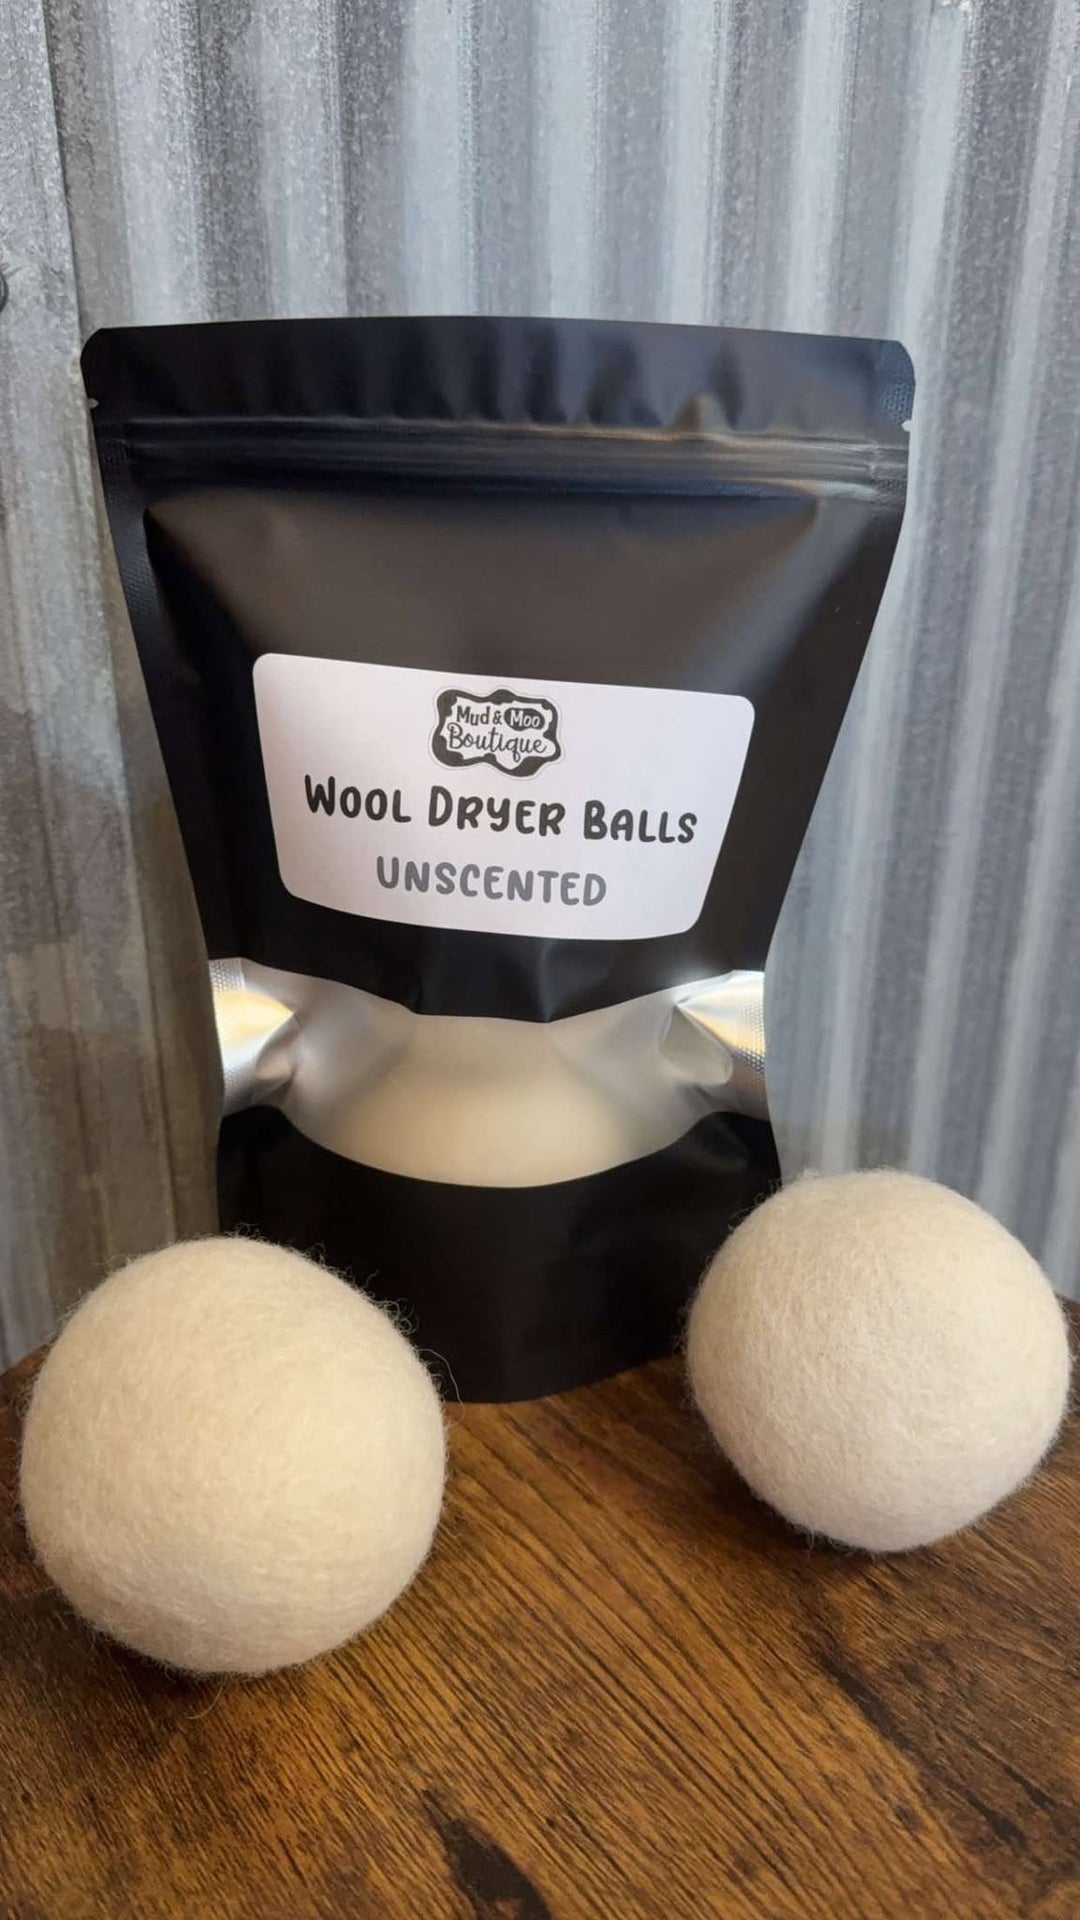 Mud & Moo
Boutique
Wool Dryer Balls
UNSCENTED